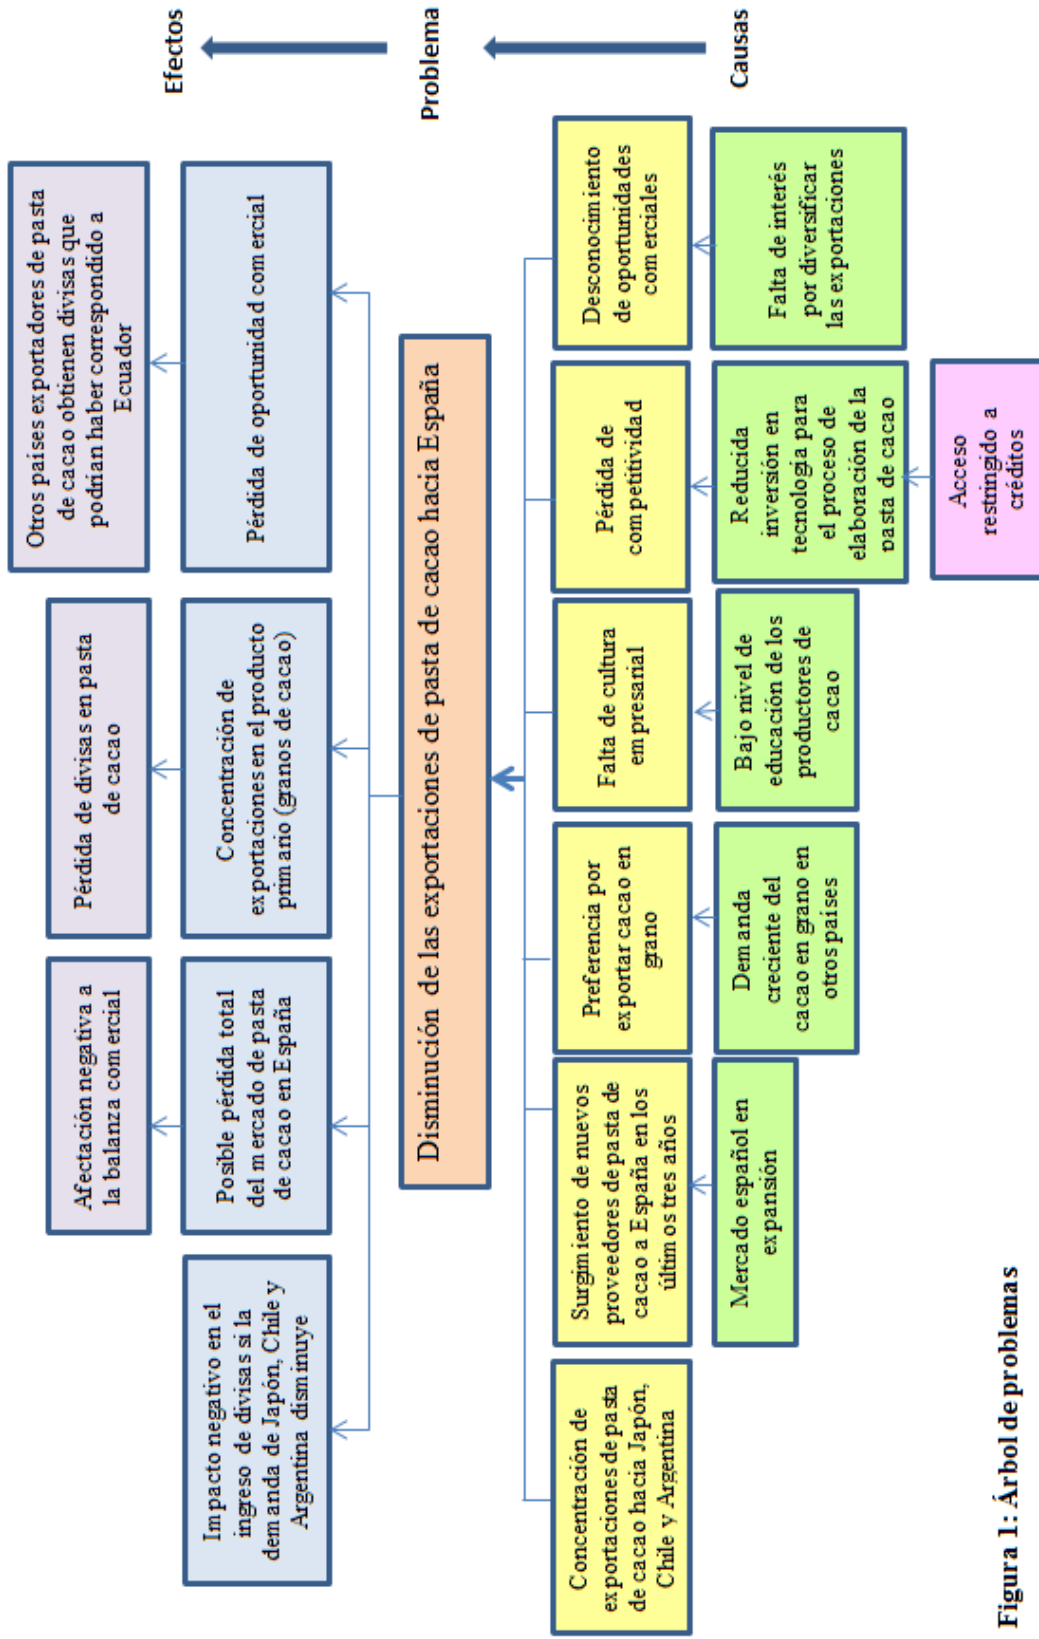 Afectación negativa a
la balanza comercial
Pérdida de divisas en pasta
de cacao
Otros países exportadores de pasta
de cacao obtienen divisas que
podrían haber correspondido a
Ecuador
Efectos
Impacto negativo en el
ingreso de divisas si la
demanda de Japón, Chile y
Argentina disminuye
Posible pérdida total
del mercado de pasta
de cacao en España
Concentración de
exportaciones en el producto
primario (granos de cacao)
Pérdida de oportunidad comercial
Disminución de las exportaciones de pasta de cacao hacia España
Problema
Concentración de
exportaciones de pasta
de cacao hacia Japón,
Chile y Argentina
Surgimiento de nuevos
proveedores de pasta de
cacao a España en los
últimos tres años
Preferencia por
exportar cacao en
grano
Falta de cultura
empresarial
Pérdida de
competitividad
Desconocimiento
de oportunidades
comerciales
Causas
Mercado español en
expansión
Demanda
creciente del
cacao en grano en
otros países
Bajo nivel de
educación de los
productores de
cacao
Reducida
inversión en
tecnología para
el proceso de
elaboración de la
pasta de cacao
Falta de interés
por diversificar
las exportaciones
Acceso
restringido a
créditos
Figura 1: Árbol de problemas